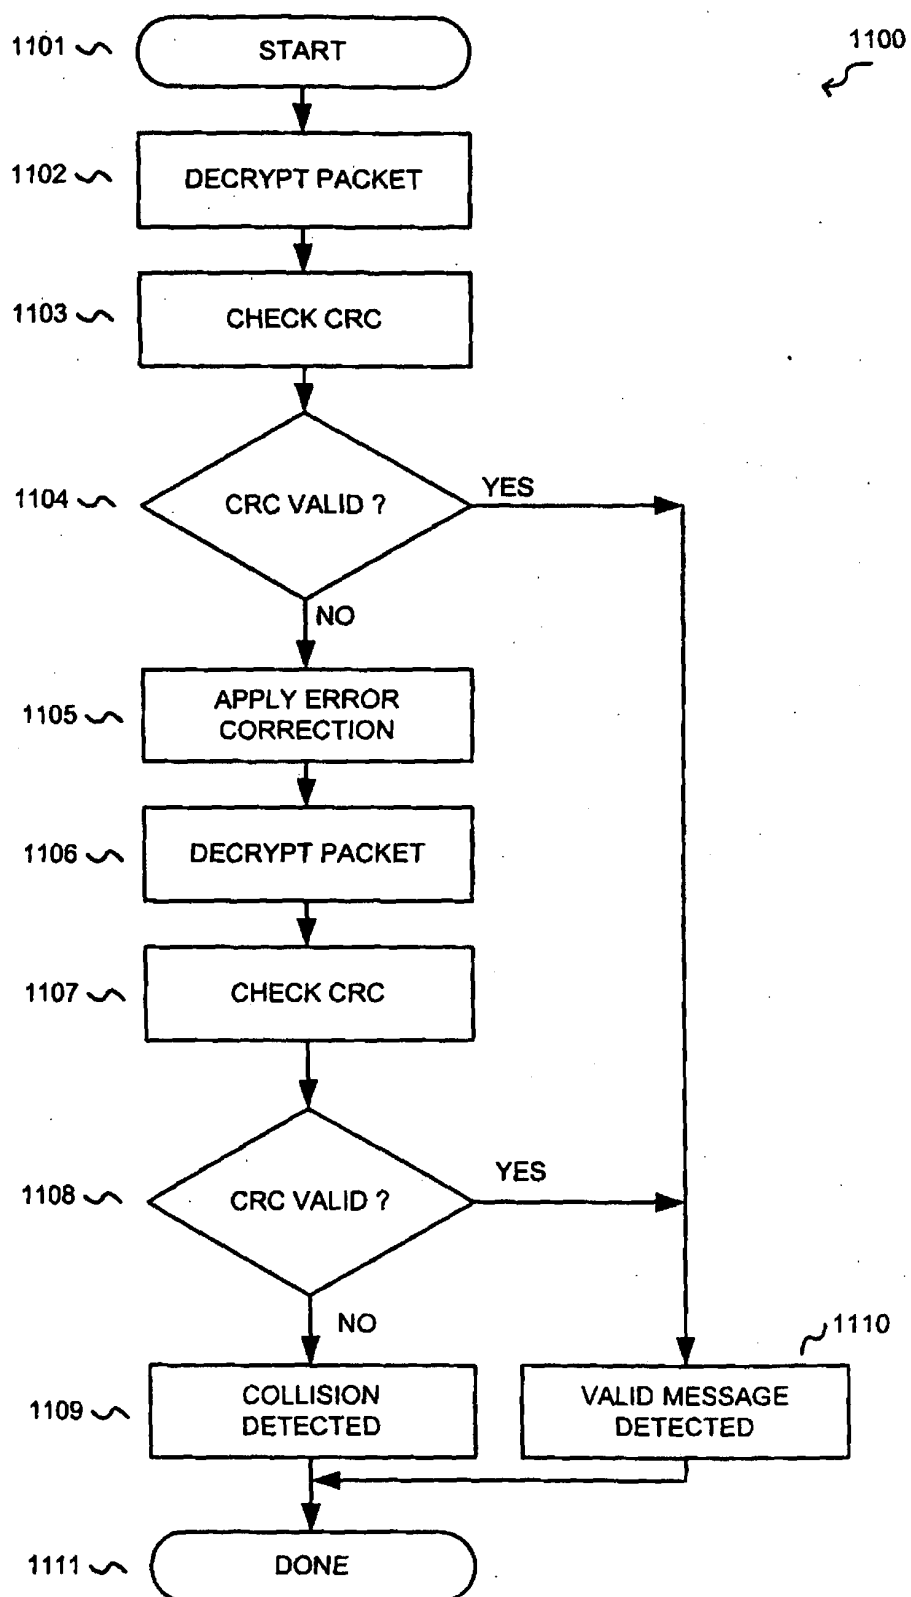 1101 START
1100
1102 DECRYPT PACKET
1103 CHECK CRC
1104 CRC VALID ? YES
NO
1105 APPLY ERROR
CORRECTION
1106 DECRYPT PACKET
1107 CHECK CRC
1108 CRC VALID ? YES
NO
1110
1109 COLLISION
DETECTED
VALID MESSAGE
DETECTED
1111 DONE